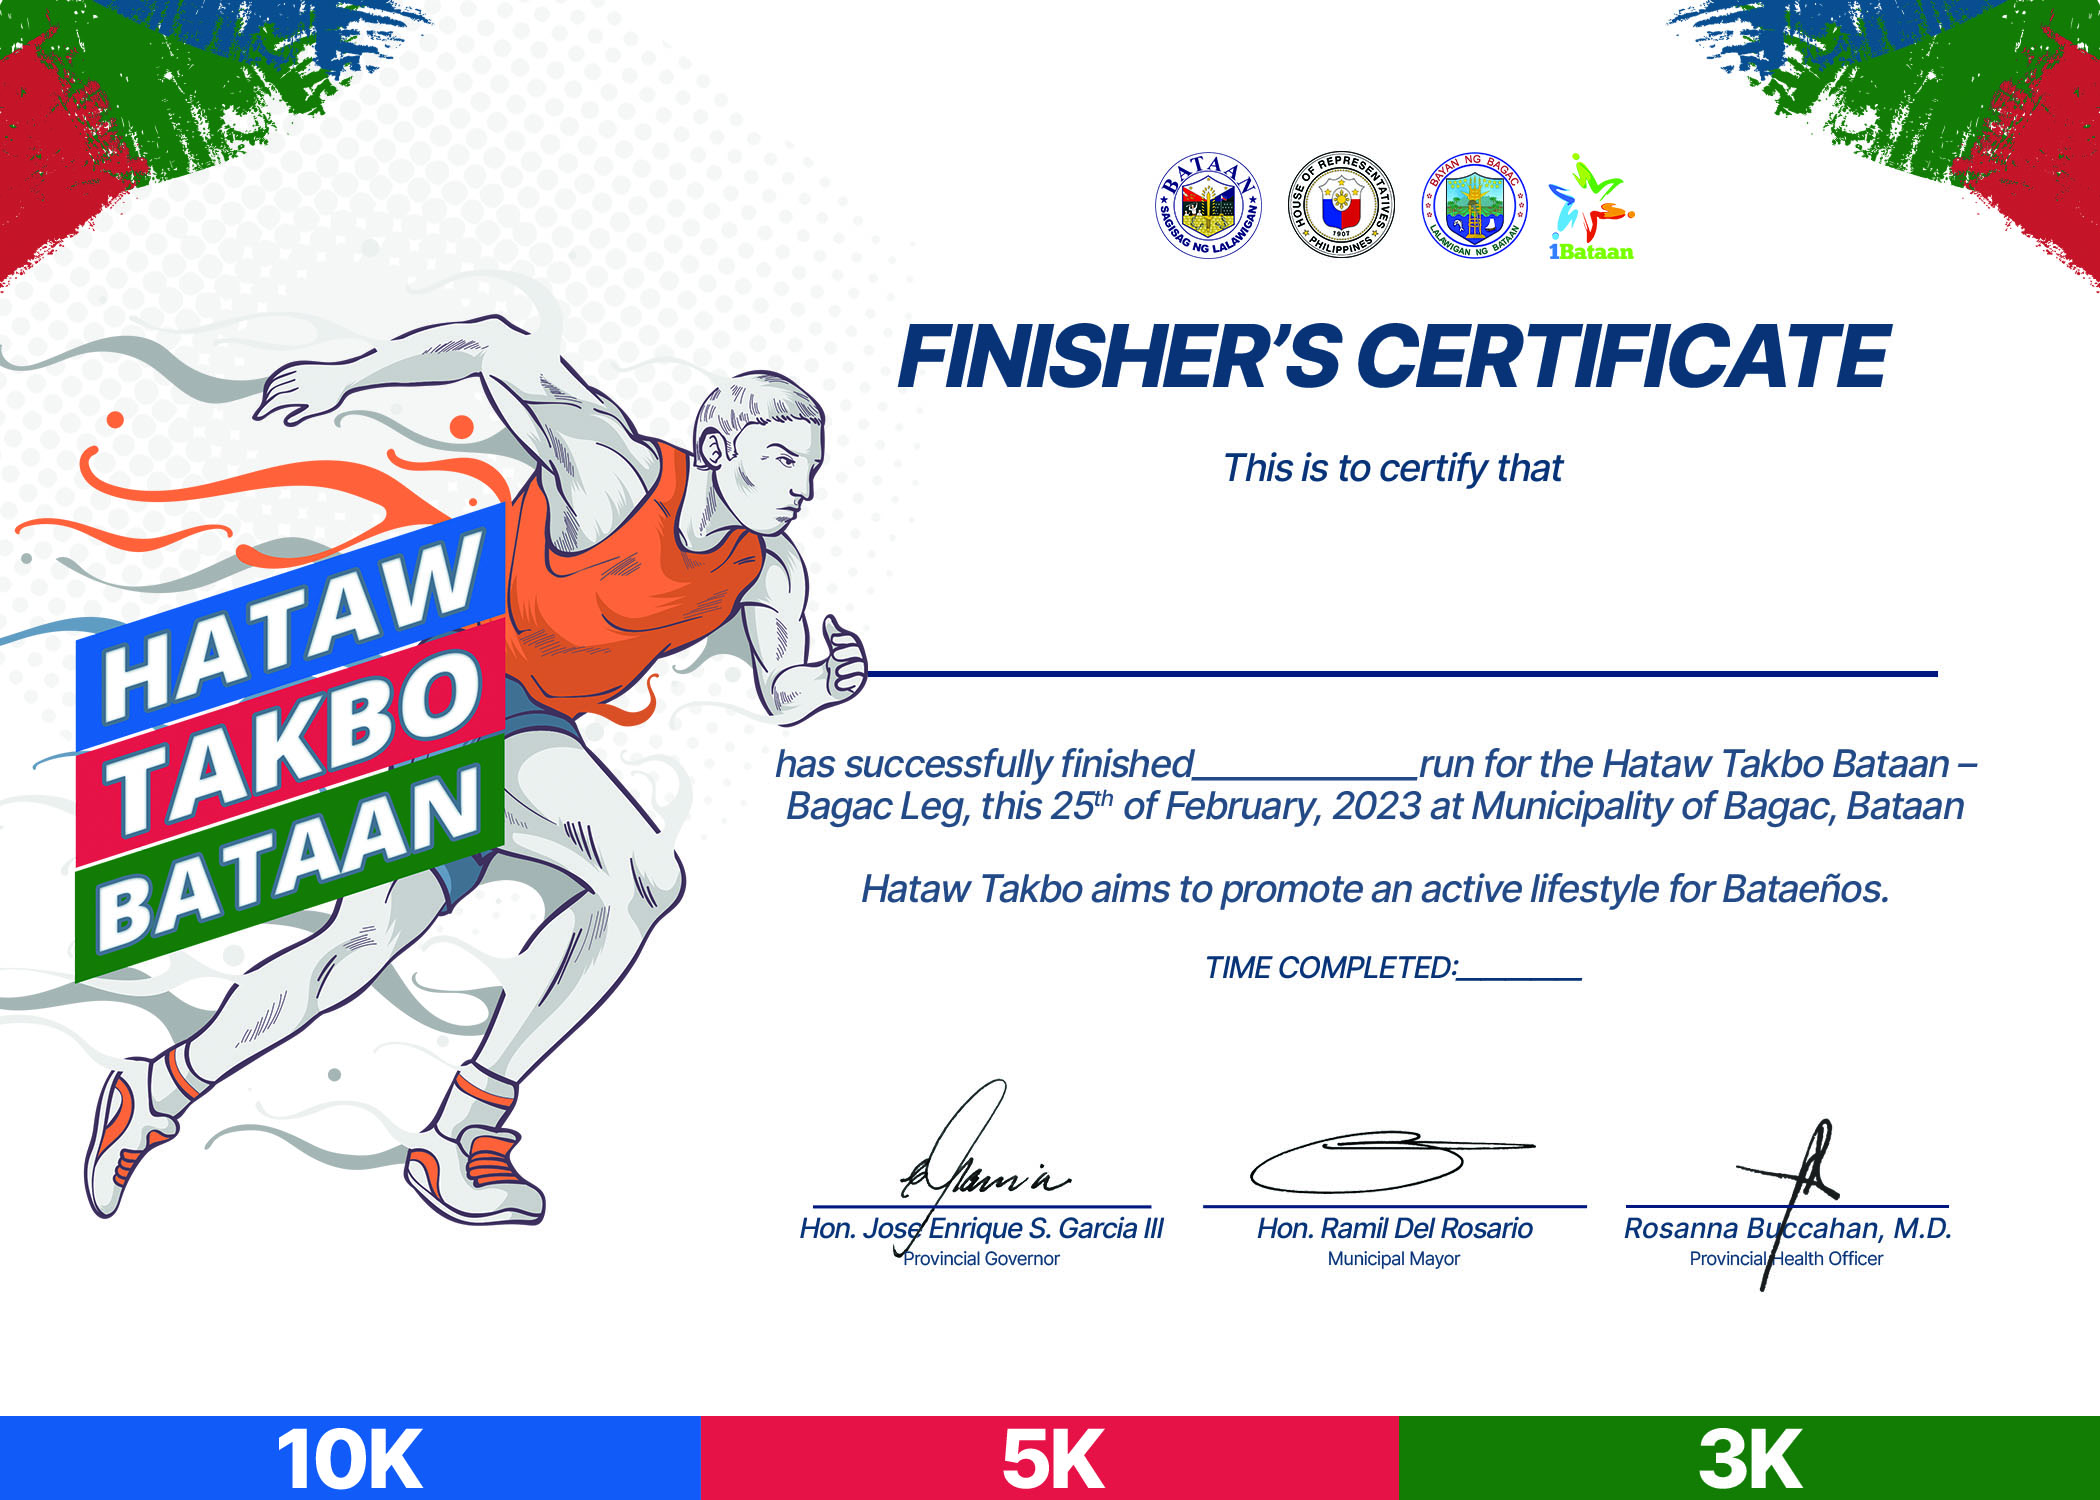 BATAAN
SAGISAG NG LALAWIGAN
HOUSE OF REPRESENTATIVES
1907
PHILIPPINES
BAYAN NG BAGAC
LALAWIGAN NG BATAAN
1Bataan
FINISHER'S CERTIFICATE
This is to certify that
HATAW
TAKBO
BATAAN
has successfully finished____________run for the Hataw Takbo Bataan –
Bagac Leg, this 25th of February, 2023 at Municipality of Bagac, Bataan
Hataw Takbo aims to promote an active lifestyle for Bataeños.
TIME COMPLETED:________
Hon. Jose Enrique S. Garcia III
Provincial Governor
Hon. Ramil Del Rosario
Municipal Mayor
Rosanna Buccahan, M.D.
Provincial Health Officer
10K
5K
3K